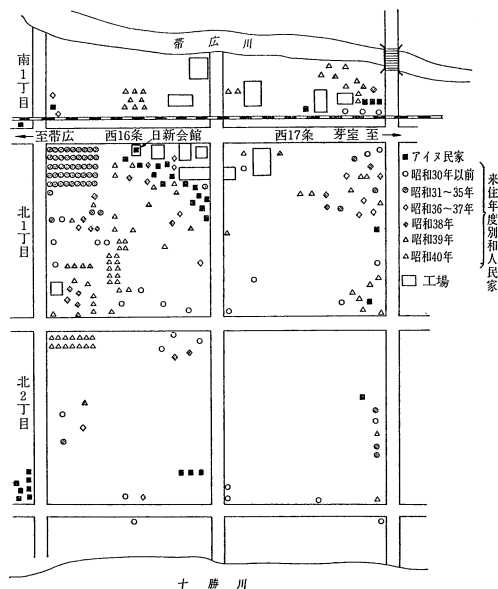 帯広川
南1丁目
至帯広
西16条
日新会館
西17条
芽室至
北1丁目
北2丁目
アイヌ民家
昭和30年以前
昭和31～35年
昭和36～37年
昭和38年
昭和39年
昭和40年
工場
来住年度別和人民家
十勝川